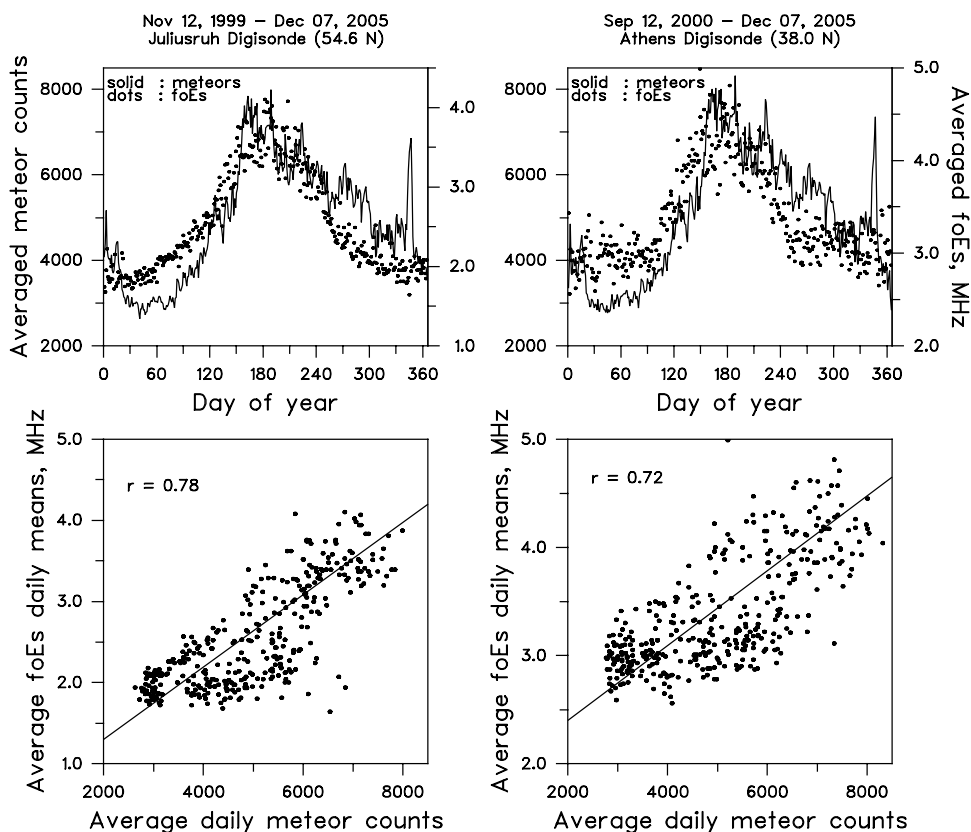 Nov 12, 1999 – Dec 07, 2005
Juliusruh Digisonde (54.6 N)
Sep 12, 2000 – Dec 07, 2005
Athens Digisonde (38.0 N)
solid : meteors
dots : foEs
8000
6000
4000
2000
Averaged meteor counts
4.0
3.0
2.0
1.0
0 60 120 180 240 300 360
Day of year
solid : meteors
dots : foEs
8000
6000
4000
2000
5.0
4.0
3.0
2.0
Averaged foEs, MHz
0 60 120 180 240 300 360
Day of year
r = 0.78
5.0
4.0
3.0
2.0
1.0
Average foEs daily means, MHz
2000 4000 6000 8000
Average daily meteor counts
r = 0.72
5.0
4.0
3.0
2.0
Average foEs daily means, MHz
2000 4000 6000 8000
Average daily meteor counts